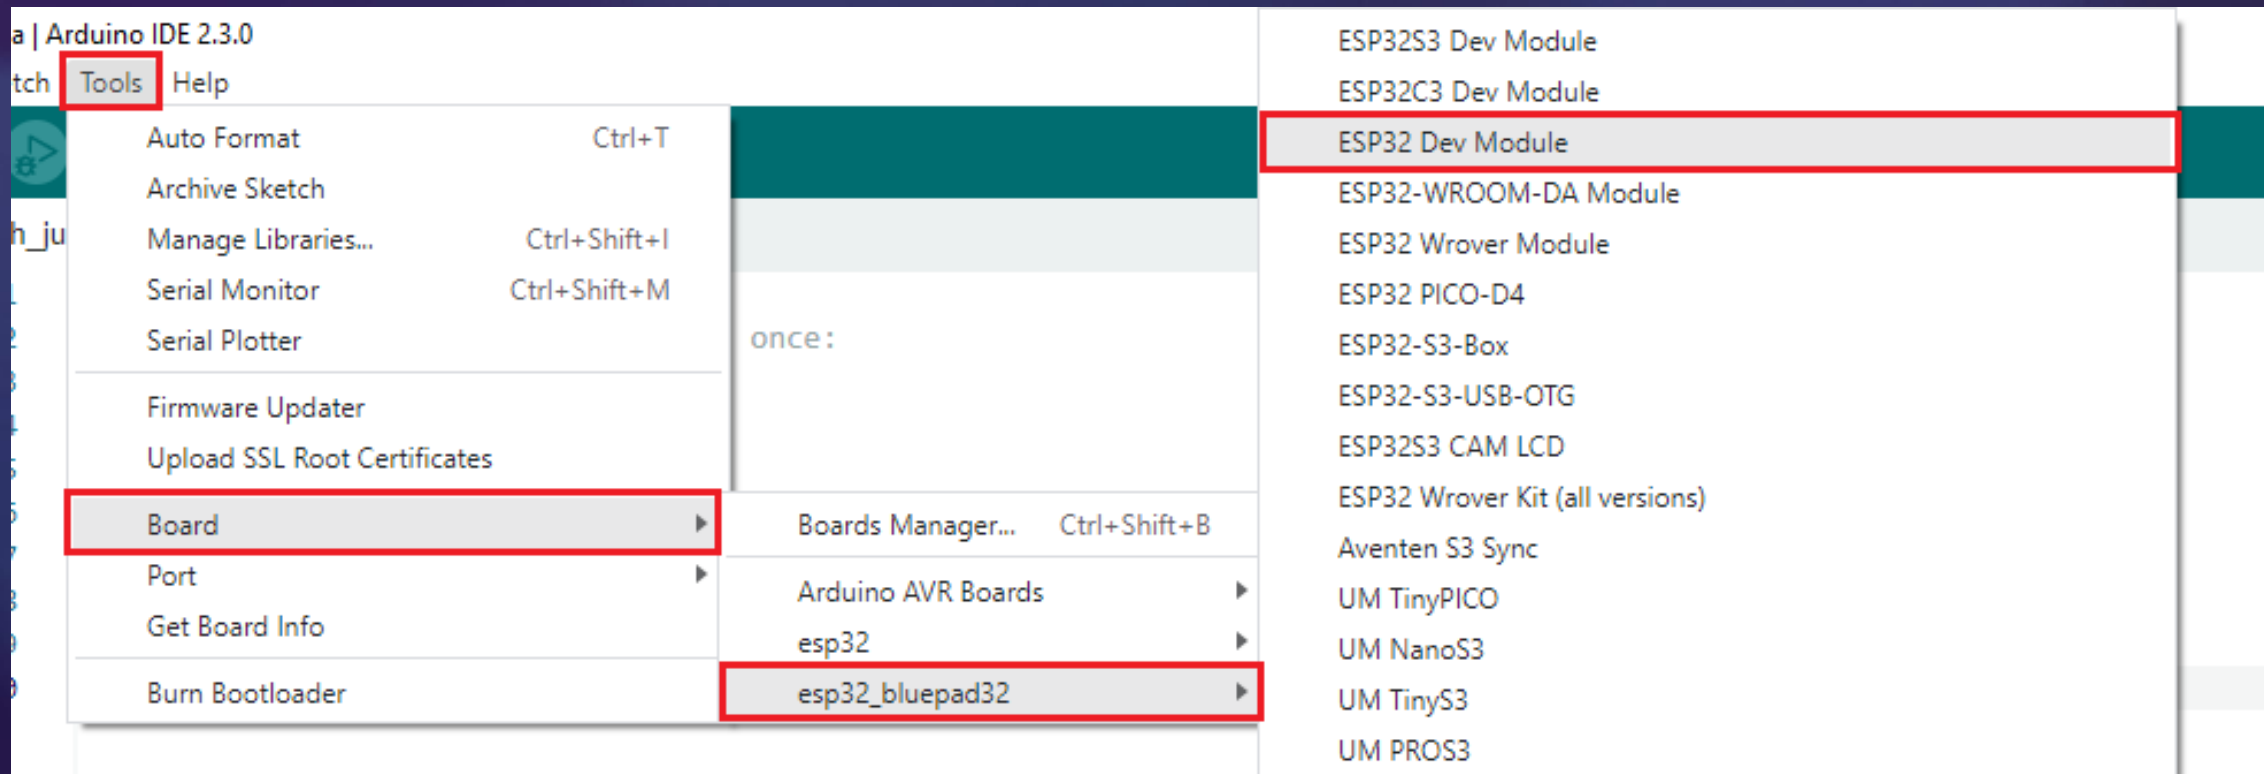 a | Arduino IDE 2.3.0
tch Tools Help
Auto Format Ctrl+T
Archive Sketch
h_ju
Manage Libraries... Ctrl+Shift+I
Serial Monitor Ctrl+Shift+M
Serial Plotter
once:
Firmware Updater
Upload SSL Root Certificates
Board
Port
Get Board Info
Burn Bootloader
Boards Manager... Ctrl+Shift+B
Arduino AVR Boards
esp32
esp32_bluepad32
ESP32S3 Dev Module
ESP32C3 Dev Module
ESP32 Dev Module
ESP32-WROOM-DA Module
ESP32 Wrover Module
ESP32 PICO-D4
ESP32-S3-Box
ESP32-S3-USB-OTG
ESP32S3 CAM LCD
ESP32 Wrover Kit (all versions)
Aventen S3 Sync
UM TinyPICO
UM NanoS3
UM TinyS3
UM PROS3